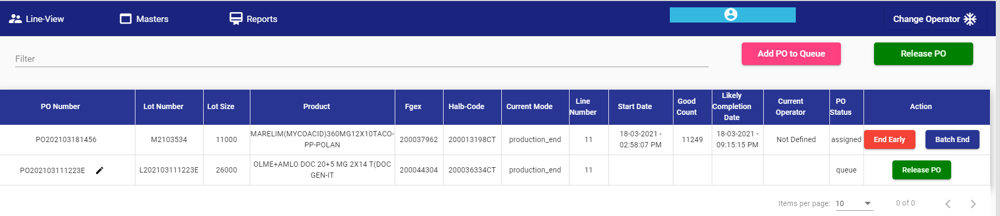 Line-View Masters Reports Change Operator
Filter Add PO to Queue Release PO
PO Number Lot Number Lot Size Product Fgex Halb-Code Current Mode Line Number Start Date Good Count Likely Completion Date Current Operator PO Status Action
PO202103181456 M2103534 11000 MARELIM(MYCOACID)360MG12X10TACO-PP-POLAN 200037962 200013198CT production_end 11 18-03-2021 - 02:58:07 PM 11249 18-03-2021 - 09:15:15 PM Not Defined assigned End Early Batch End
PO202103111223E L202103111223E 26000 OLME+AMLO DOC 20+5 MG 2X14 T(DOC GEN-IT 200044304 200036334CT production_end 11 queue Release PO
Items per page: 10 0 of 0